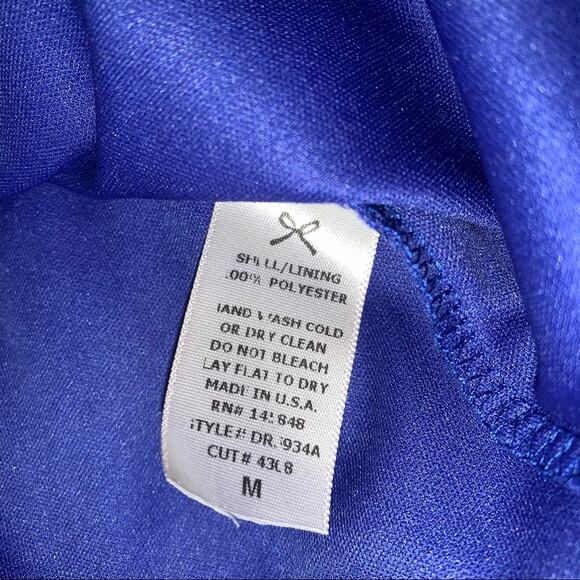 SHELL/LINING
100% POLYESTER
HAND WASH COLD
OR DRY CLEAN
DO NOT BLEACH
LAY FLAT TO DRY
MADE IN U.S.A.
RN#
STYLE#
CUT#
M